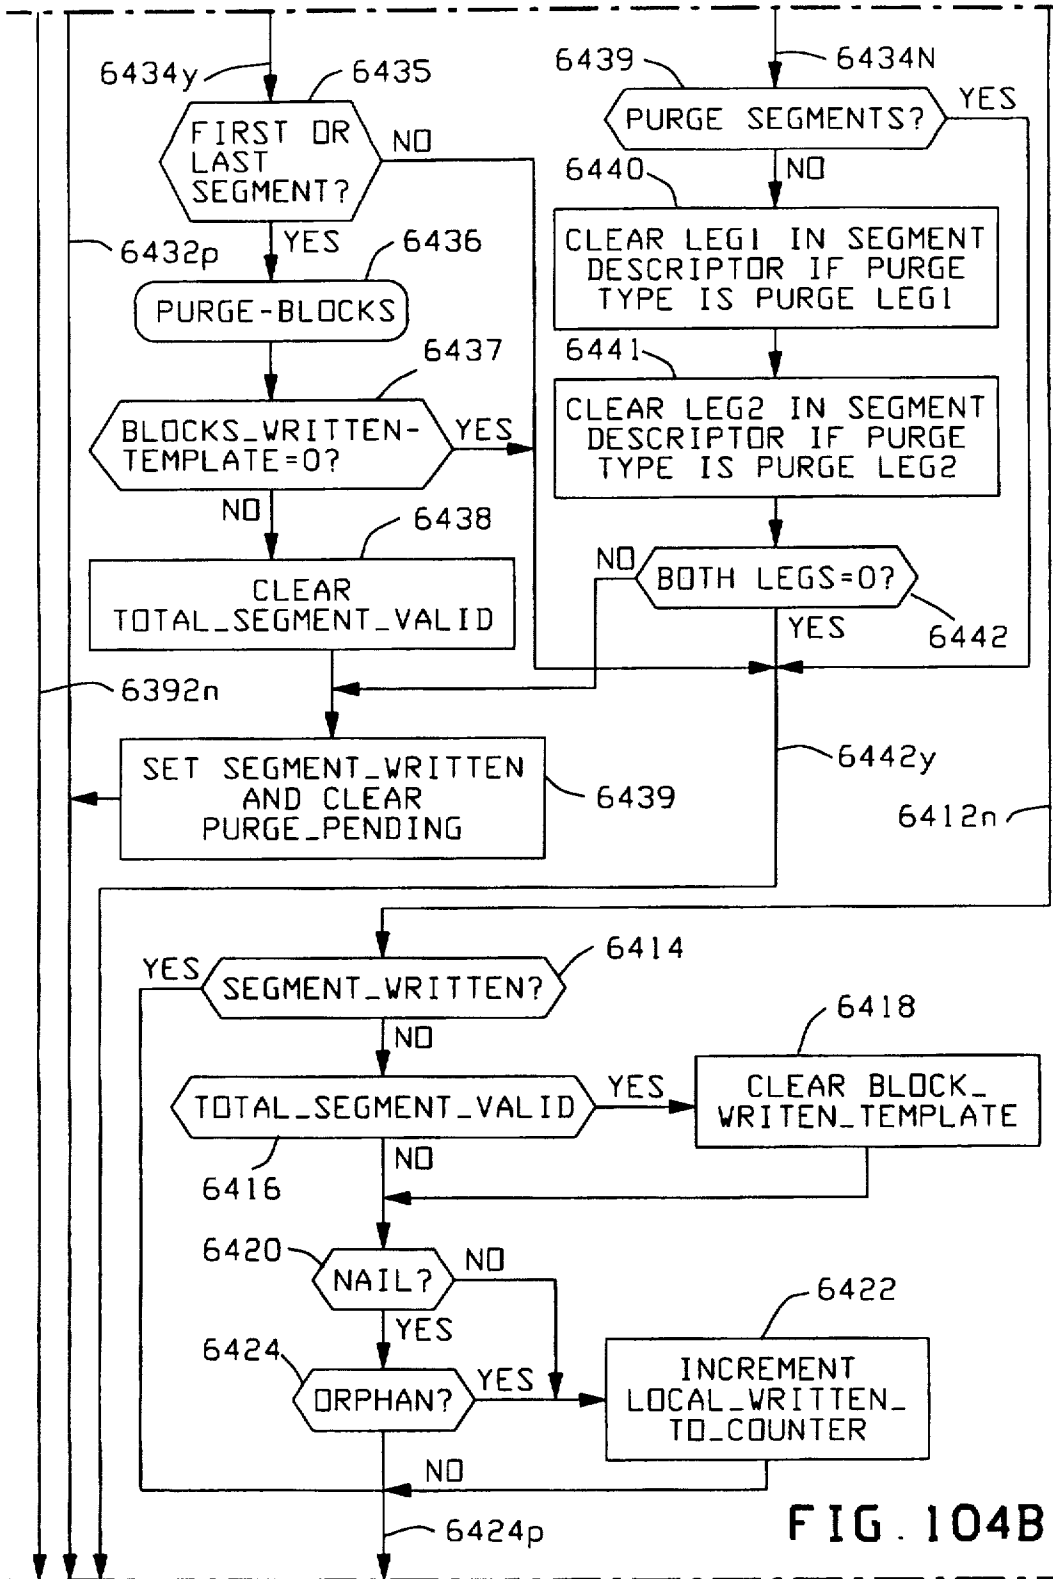 6434y
6435
FIRST OR
LAST
SEGMENT?
NO
YES
6432p
6436
PURGE-BLOCKS
6437
BLOCKS_WRITTEN-
TEMPLATE=0?
YES
NO
6438
CLEAR
TOTAL_SEGMENT_VALID
6392n
SET SEGMENT_WRITTEN
AND CLEAR
PURGE_PENDING
6439
6439
6434N
PURGE SEGMENTS?
YES
NO
6440
CLEAR LEG1 IN SEGMENT
DESCRIPTOR IF PURGE
TYPE IS PURGE LEG1
6441
CLEAR LEG2 IN SEGMENT
DESCRIPTOR IF PURGE
TYPE IS PURGE LEG2
NO
BOTH LEGS=0?
YES
6442
6442y
6412n
6414
YES
SEGMENT_WRITTEN?
NO
6418
TOTAL_SEGMENT_VALID
YES
CLEAR BLOCK_
WRITEN_TEMPLATE
6416
NO
6420
NAIL?
NO
YES
6422
6424
ORPHAN?
YES
INCREMENT
LOCAL_WRITTEN_
TO_COUNTER
NO
6424p
FIG. 104B